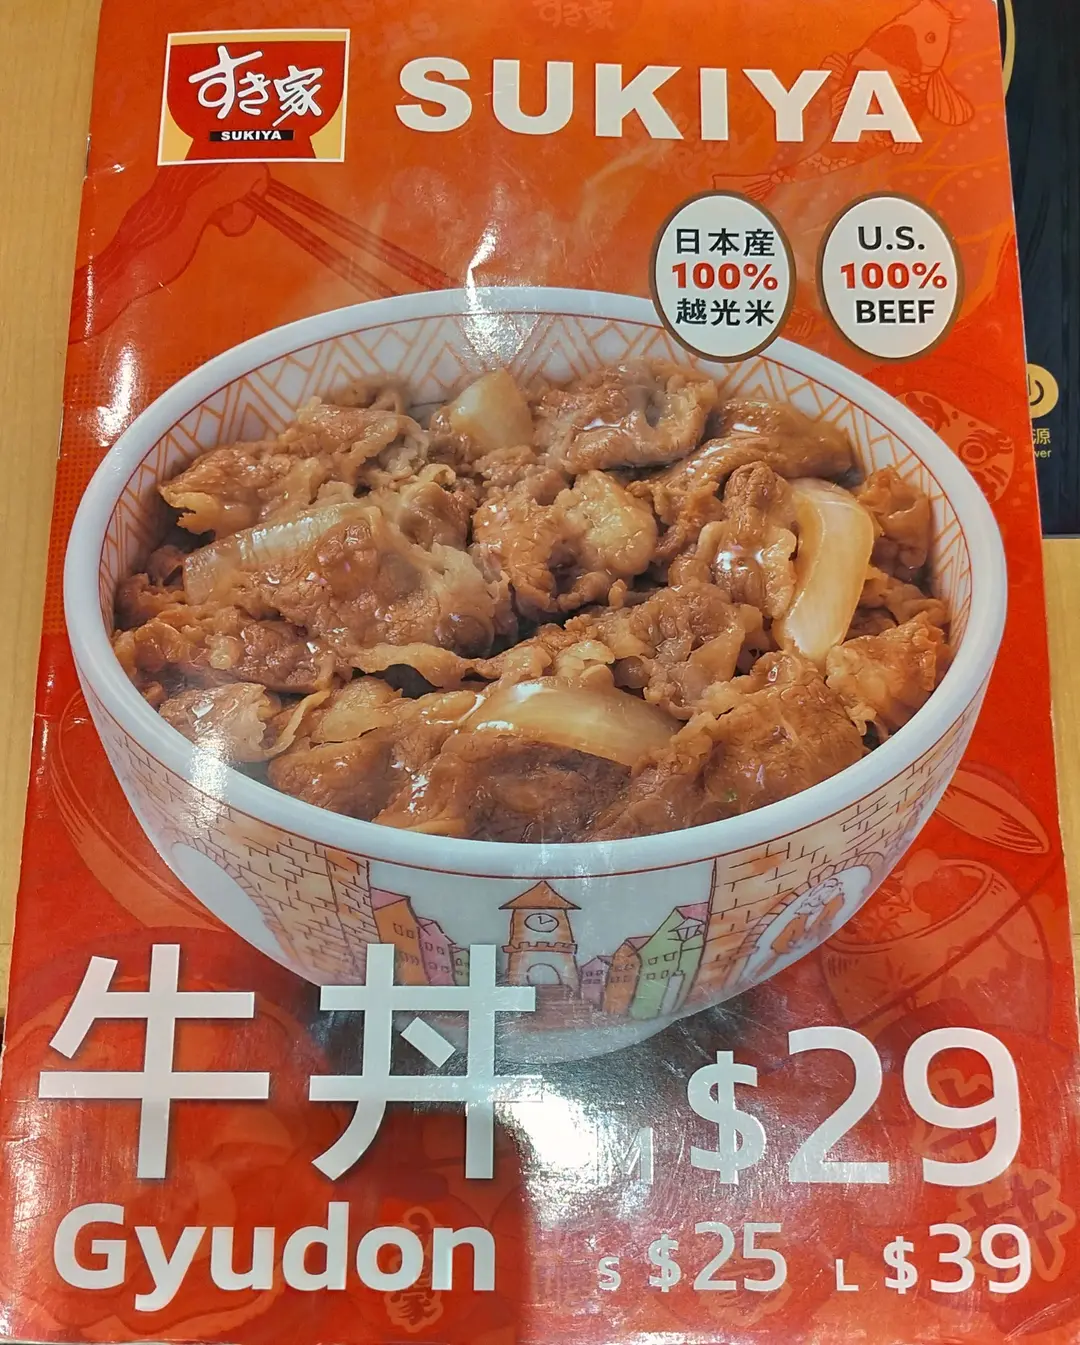 すき家
SUKIYA
SUKIYA
日本産
100%
越光米
U.S.
100%
BEEF
源
牛丼
Gyudon
M $29
S $25 L $39